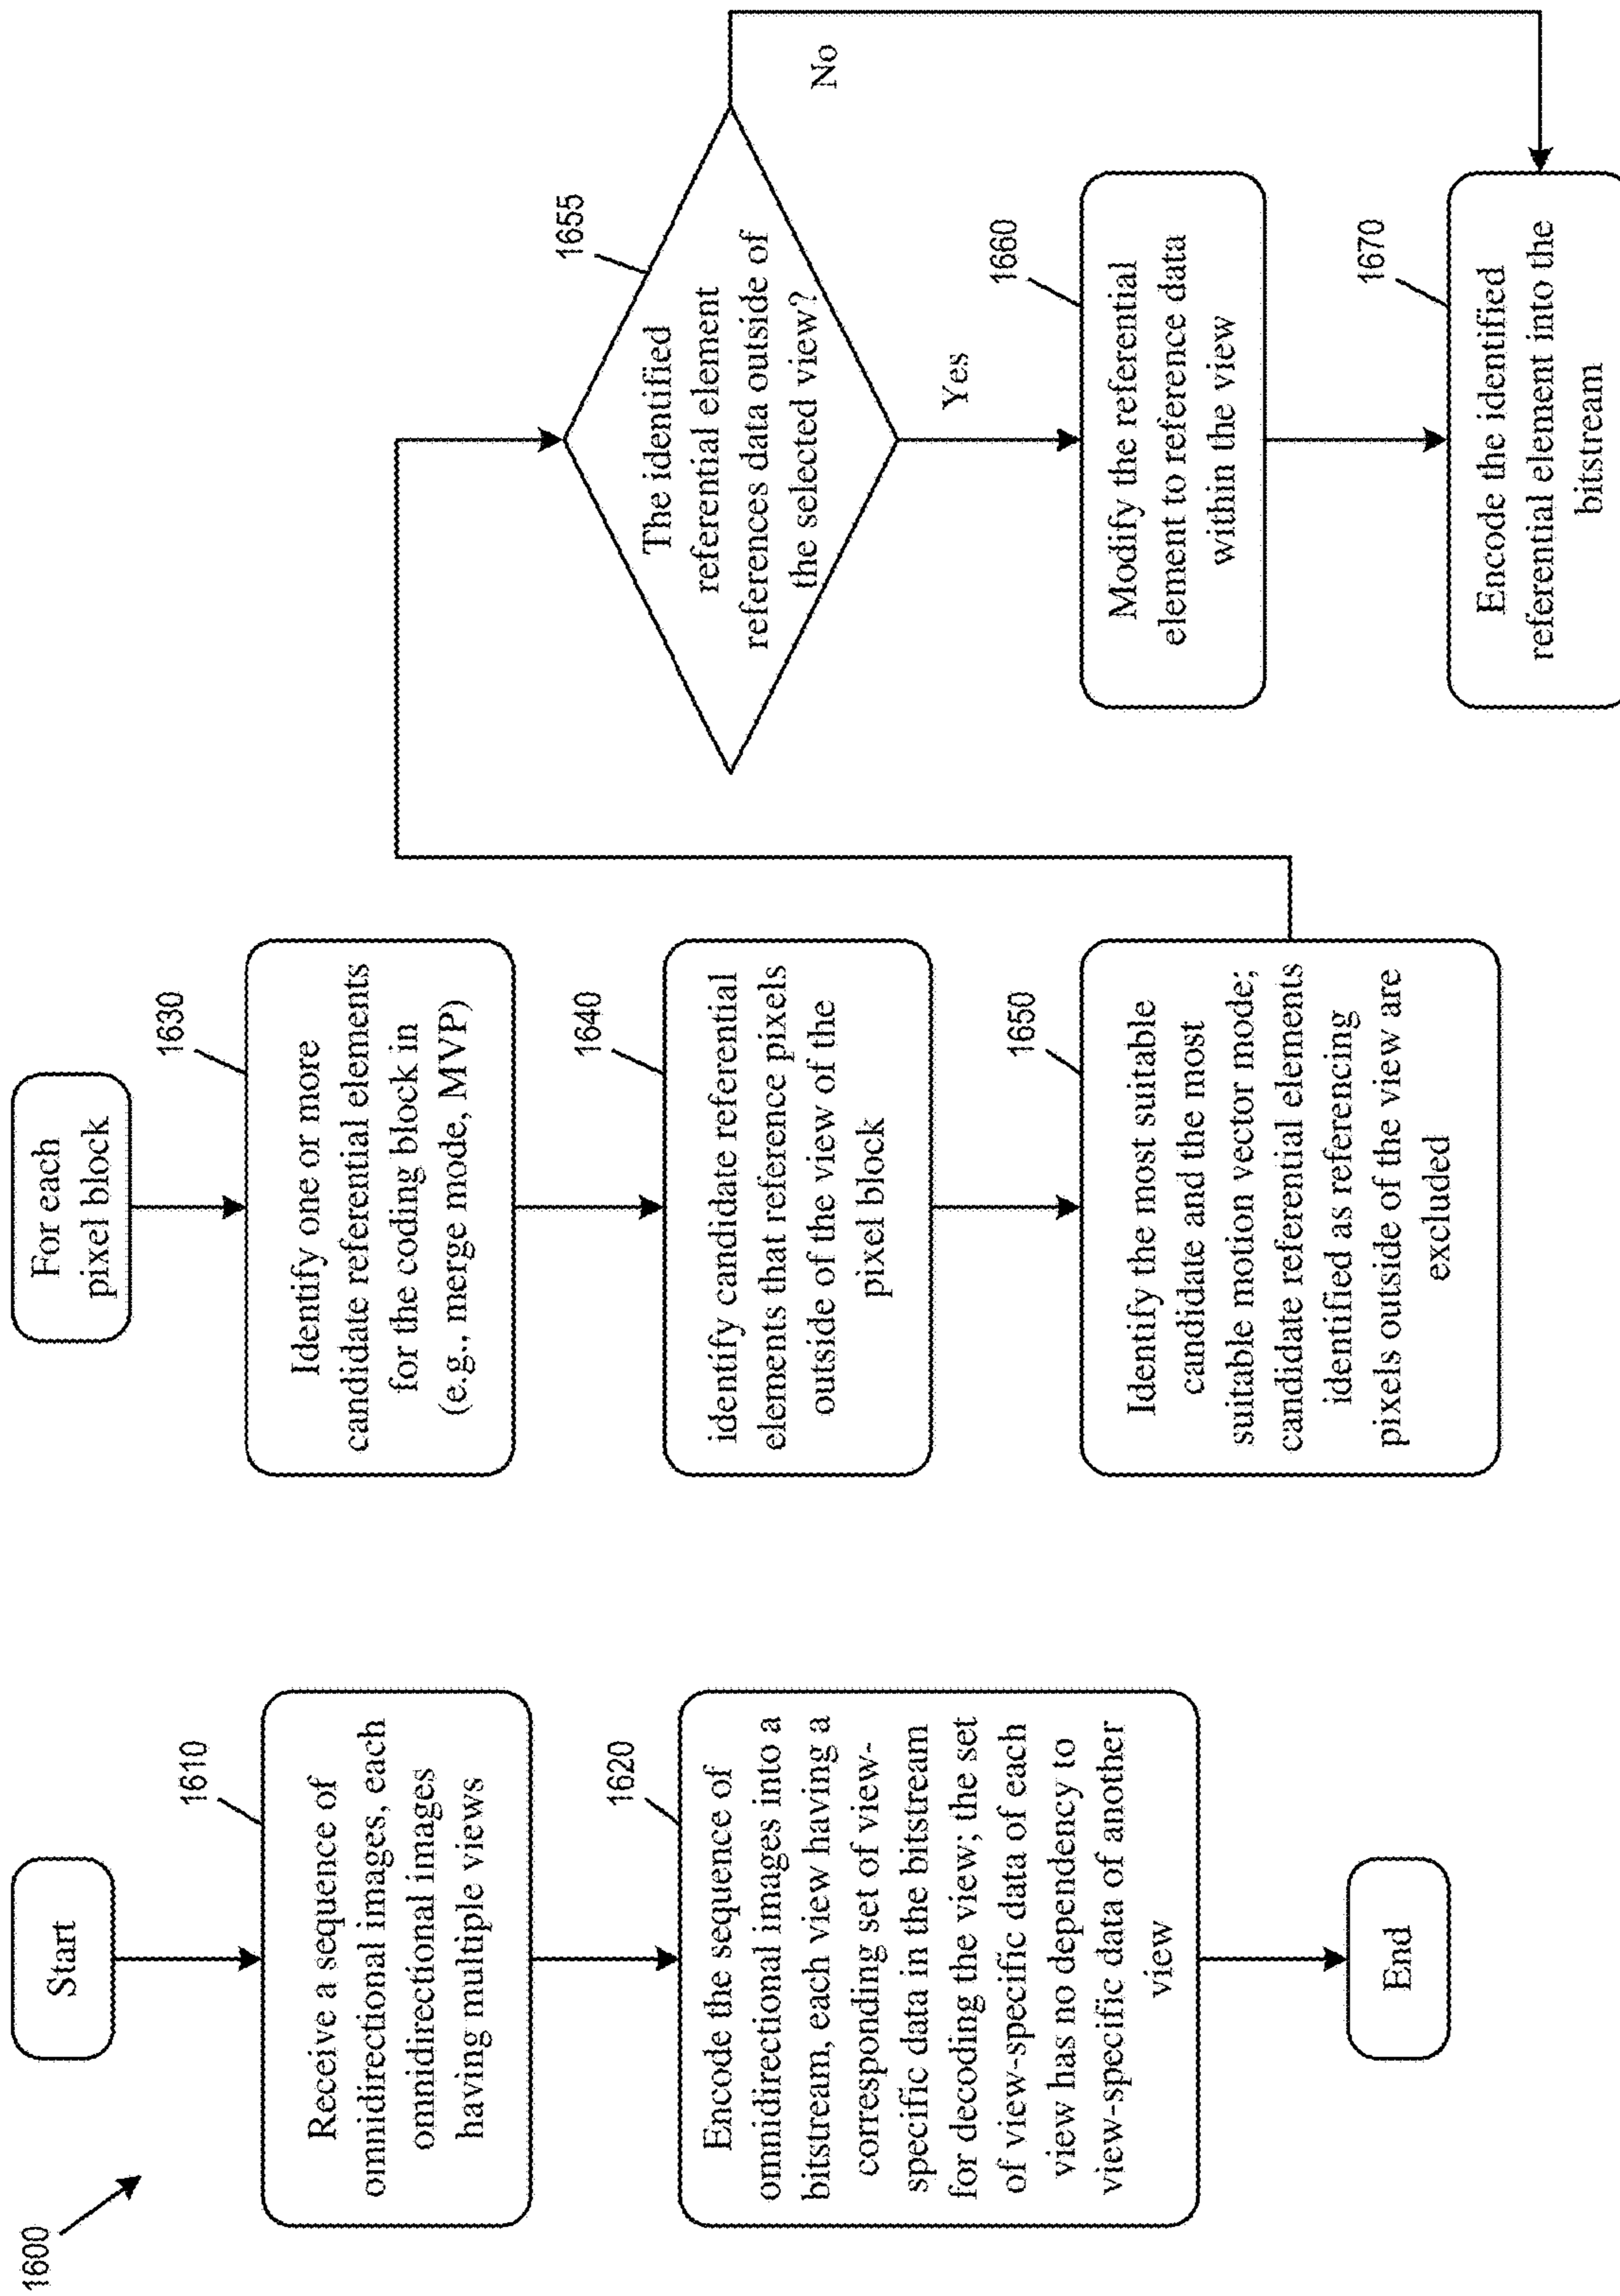 1600
Start
1610
Receive a sequence of
omnidirectional images, each
omnidirectional images
having multiple views
1620
Encode the sequence of
omnidirectional images into a
bitstream, each view having a
corresponding set of view-
specific data in the bitstream
for decoding the view; the set
of view-specific data of each
view has no dependency to
view-specific data of another
view
End
For each
pixel block
1630
Identify one or more
candidate referential elements
for the coding block in
(e.g., merge mode, MVP)
1640
identify candidate referential
elements that reference pixels
outside of the view of the
pixel block
1650
Identify the most suitable
candidate and the most
suitable motion vector mode;
candidate referential elements
identified as referencing
pixels outside of the view are
excluded
1655
The identified
referential element
references data outside of
the selected view?
No
Yes
1660
Modify the referential
element to reference data
within the view
1670
Encode the identified
referential element into the
bitstream